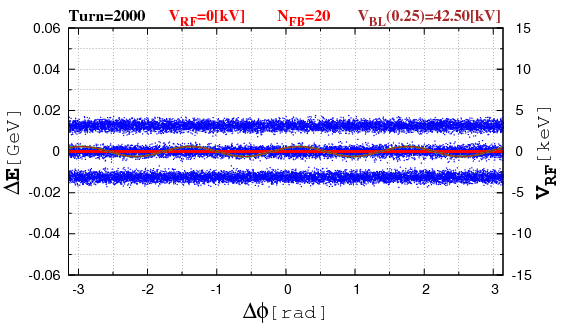 Turn=2000 V_RF=0[kV] N_FB=20 V_BL(0.25)=42.50[kV]
0.06 15
0.04 10
0.02 5
0 0
-0.02 -5
-0.04 -10
-0.06 -15
-3 -2 -1 0 1 2 3
ΔE[GeV]
V_RF[keV]
Δϕ[rad]